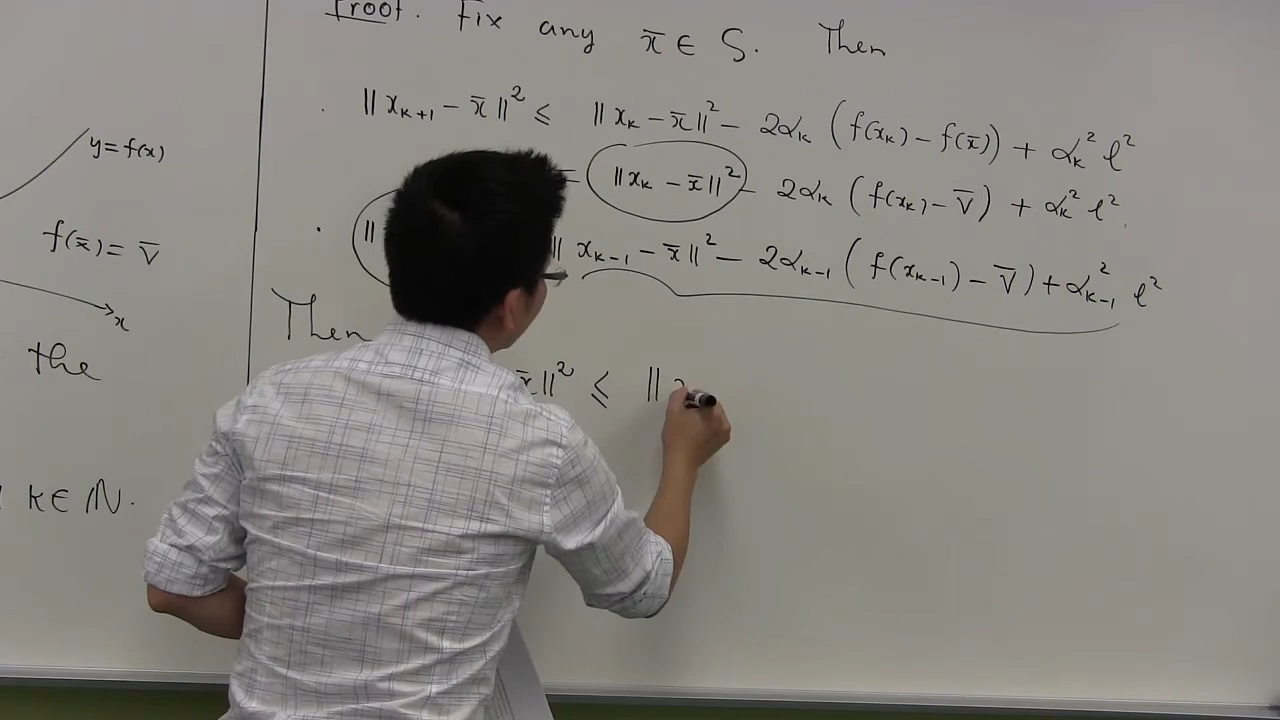 Proof. Fix any x̄ ∈ S. Then
. ‖x_{k+1} − x̄‖² ≤ ‖x_k − x̄‖² − 2α_k (f(x_k) − f(x̄)) + α_k² ℓ²
= ‖x_k − x̄‖² − 2α_k (f(x_k) − V̄) + α_k² ℓ².
. ‖ ‖x_{k−1} − x̄‖² − 2α_{k−1} (f(x_{k−1}) − V̄) + α_{k−1}² ℓ²
Then
x̄‖² ≤ ‖
y = f(x)
f(x̄) = V̄
x
the
k ∈ ℕ.